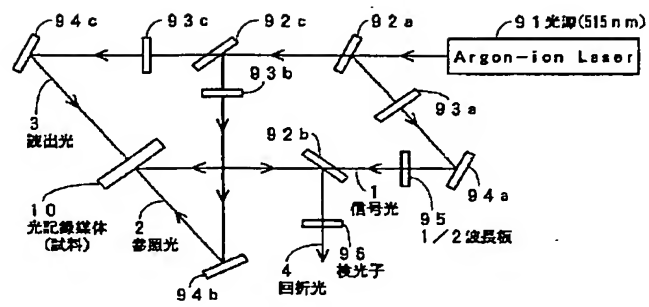 94c
93c
92c
92a
91光源(515nm)
Argon-ion Laser
93b
93a
3
読出光
92b
94a
1
信号光
95
1/2波長板
10
光記録媒体
(試料)
2
参照光
96
検光子
4
回折光
94b